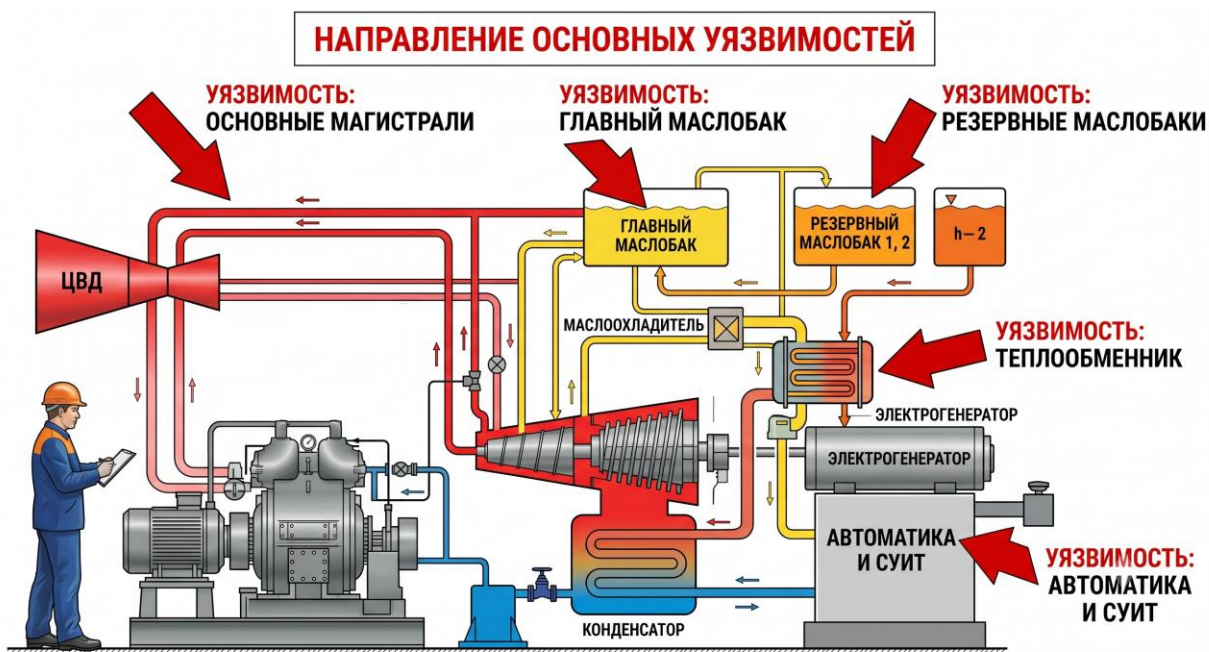 НАПРАВЛЕНИЕ ОСНОВНЫХ УЯЗВИМОСТЕЙ
УЯЗВИМОСТЬ:
ОСНОВНЫЕ МАГИСТРАЛИ
УЯЗВИМОСТЬ:
ГЛАВНЫЙ МАСЛОБАК
УЯЗВИМОСТЬ:
РЕЗЕРВНЫЕ МАСЛОБАКИ
ГЛАВНЫЙ
МАСЛОБАК
РЕЗЕРВНЫЙ
МАСЛОБАК 1, 2
h−2
ЦВД
МАСЛООХЛАДИТЕЛЬ
УЯЗВИМОСТЬ:
ТЕПЛООБМЕННИК
ЭЛЕКТРОГЕНЕРАТОР
ЭЛЕКТРОГЕНЕРАТОР
АВТОМАТИКА
И СУИТ
УЯЗВИМОСТЬ:
АВТОМАТИКА
И СУИТ
КОНДЕНСАТОР